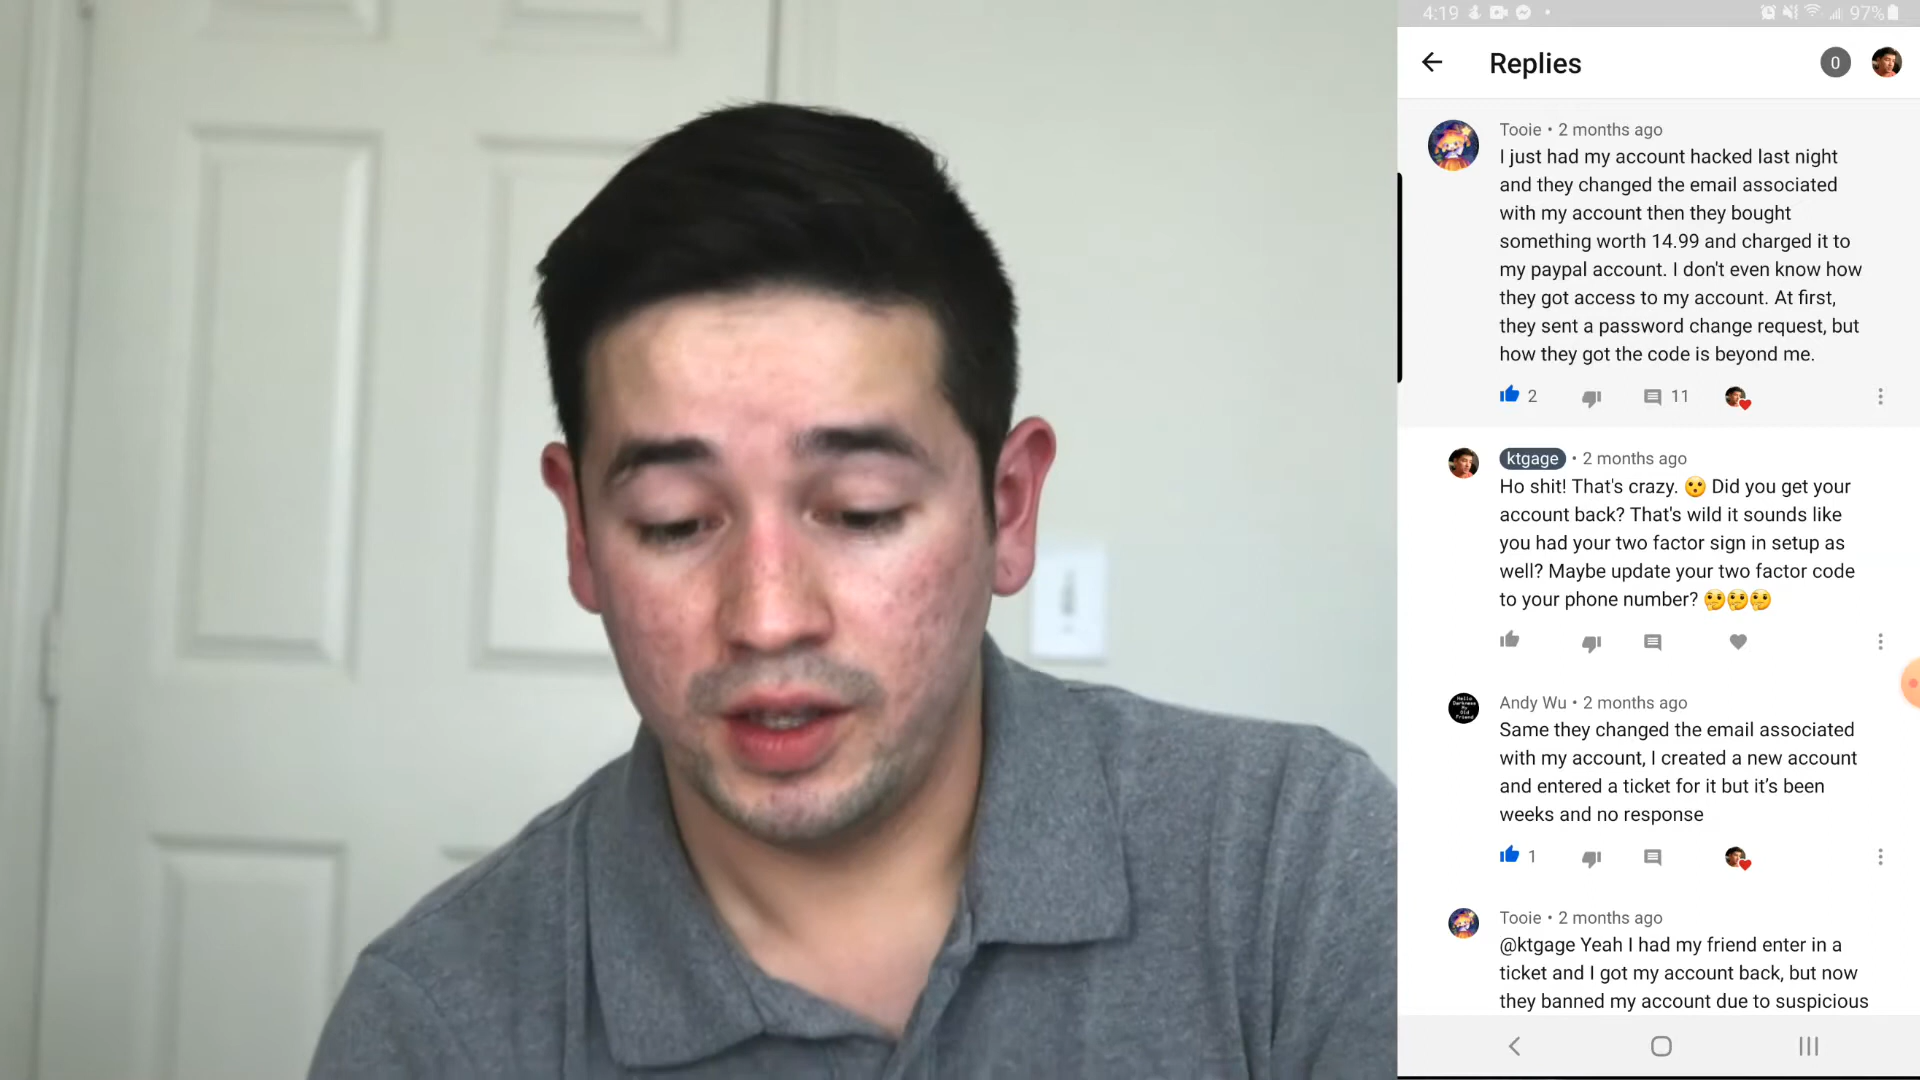 4:19
97%
Replies
0
Tooie • 2 months ago
I just had my account hacked last night
and they changed the email associated
with my account then they bought
something worth 14.99 and charged it to
my paypal account. I don't even know how
they got access to my account. At first,
they sent a password change request, but
how they got the code is beyond me.
2
11
ktgage • 2 months ago
Ho shit! That's crazy. 😯 Did you get your
account back? That's wild it sounds like
you had your two factor sign in setup as
well? Maybe update your two factor code
to your phone number? 🤔🤔🤔
Hello
Darkness
My
Old
Friend
Andy Wu • 2 months ago
Same they changed the email associated
with my account, I created a new account
and entered a ticket for it but it’s been
weeks and no response
1
Tooie • 2 months ago
@ktgage Yeah I had my friend enter in a
ticket and I got my account back, but now
they banned my account due to suspicious